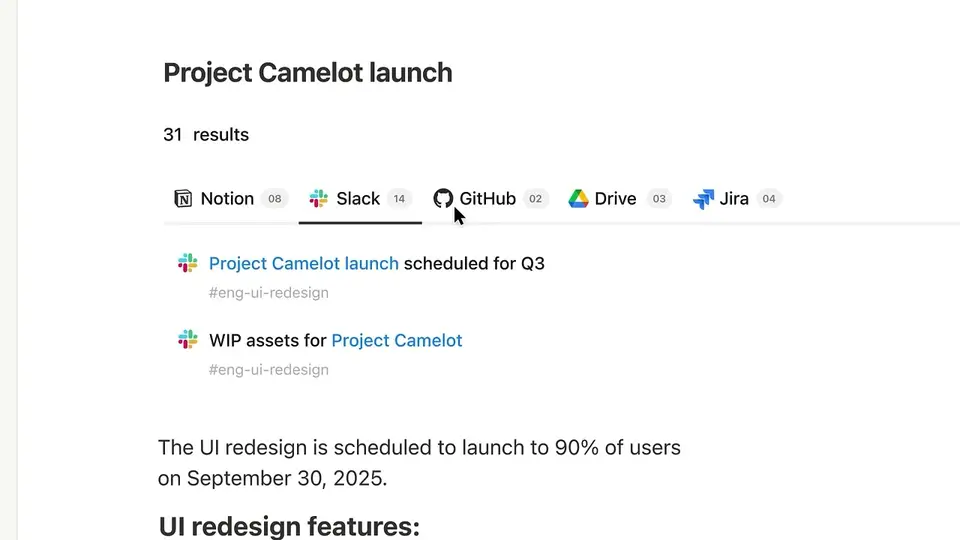 Project Camelot launch
31 results
Notion 08 Slack 14 GitHub 02 Drive 03 Jira 04
Project Camelot launch scheduled for Q3
#eng-ui-redesign
WIP assets for Project Camelot
#eng-ui-redesign
The UI redesign is scheduled to launch to 90% of users
on September 30, 2025.
UI redesign features: